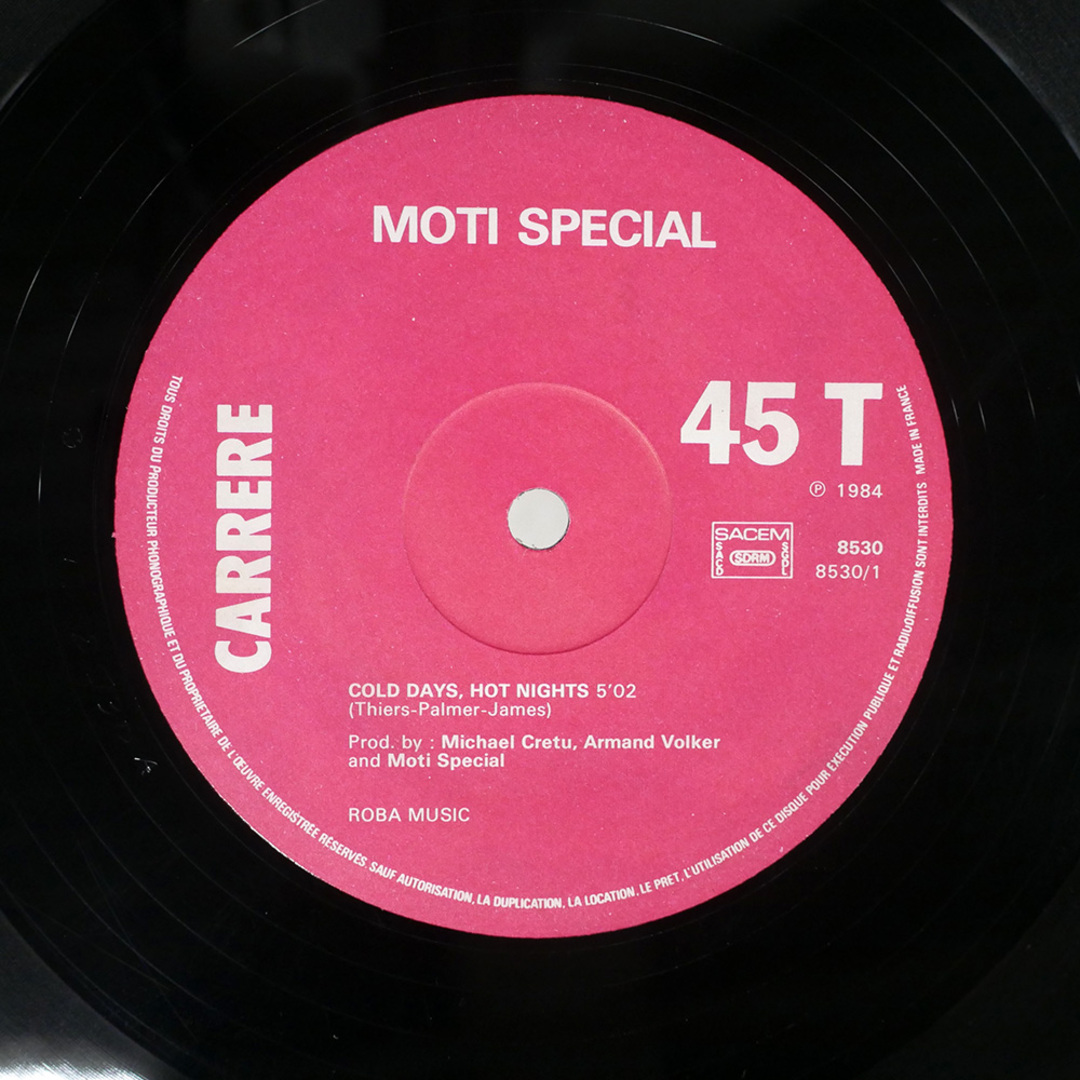 MOTI SPECIAL
CARRERE
45 T
℗ 1984
SACEM
SACD
SDRM
SGDL
8530
8530/1
COLD DAYS, HOT NIGHTS 5'02
(Thiers-Palmer-James)
Prod. by : Michael Cretu, Armand Volker
and Moti Special
ROBA MUSIC
TOUS DROITS DU PRODUCTEUR PHONOGRAPHIQUE ET DU PROPRIETAIRE DE L'ŒUVRE ENREGISTRÉE RÉSERVÉS. SAUF AUTORISATION, LA DUPLICATION, LA LOCATION, LE PRET, L'UTILISATION DE CE DISQUE POUR EXECUTION PUBLIQUE ET RADIODIFFUSION SONT INTERDITS MADE IN FRANCE